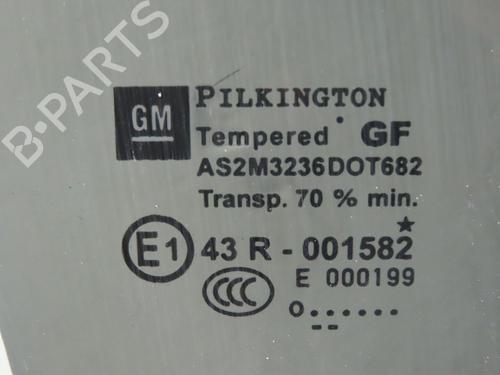 B-PARTS
GM
PILKINGTON
Tempered GF
AS2M3236DOT682
Transp. 70 % min.
E1 43 R - 001582*
CCC E 000199
o......
--